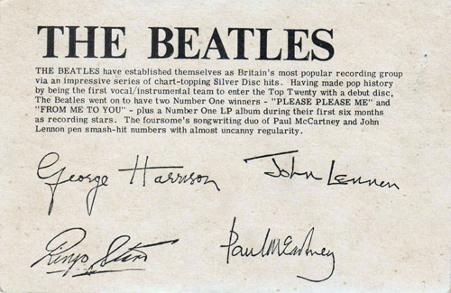 THE BEATLES
THE BEATLES have established themselves as Britain's most popular recording group
via an impressive series of chart-topping Silver Disc hits. Having made pop history
by being the first vocal/instrumental team to enter the Top Twenty with a debut disc,
The Beatles went on to have two Number One winners - "PLEASE PLEASE ME" and
"FROM ME TO YOU" - plus a Number One LP album during their first six months
as recording stars. The foursome's songwriting duo of Paul McCartney and John
Lennon pen smash-hit numbers with almost uncanny regularity.
George Harrison
John Lennon
Ringo Starr
Paul McCartney